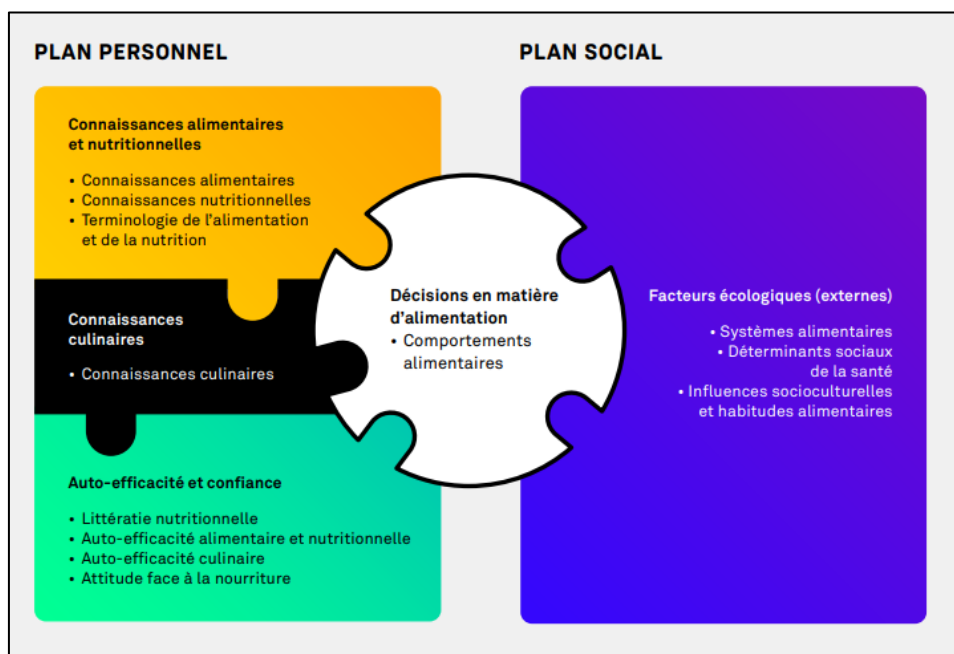 PLAN PERSONNEL
Connaissances alimentaires
et nutritionnelles
• Connaissances alimentaires
• Connaissances nutritionnelles
• Terminologie de l’alimentation
et de la nutrition
Connaissances
culinaires
• Connaissances culinaires
Auto-efficacité et confiance
• Littératie nutritionnelle
• Auto-efficacité alimentaire et nutritionnelle
• Auto-efficacité culinaire
• Attitude face à la nourriture
Décisions en matière
d’alimentation
• Comportements
alimentaires
PLAN SOCIAL
Facteurs écologiques (externes)
• Systèmes alimentaires
• Déterminants sociaux
de la santé
• Influences socioculturelles
et habitudes alimentaires